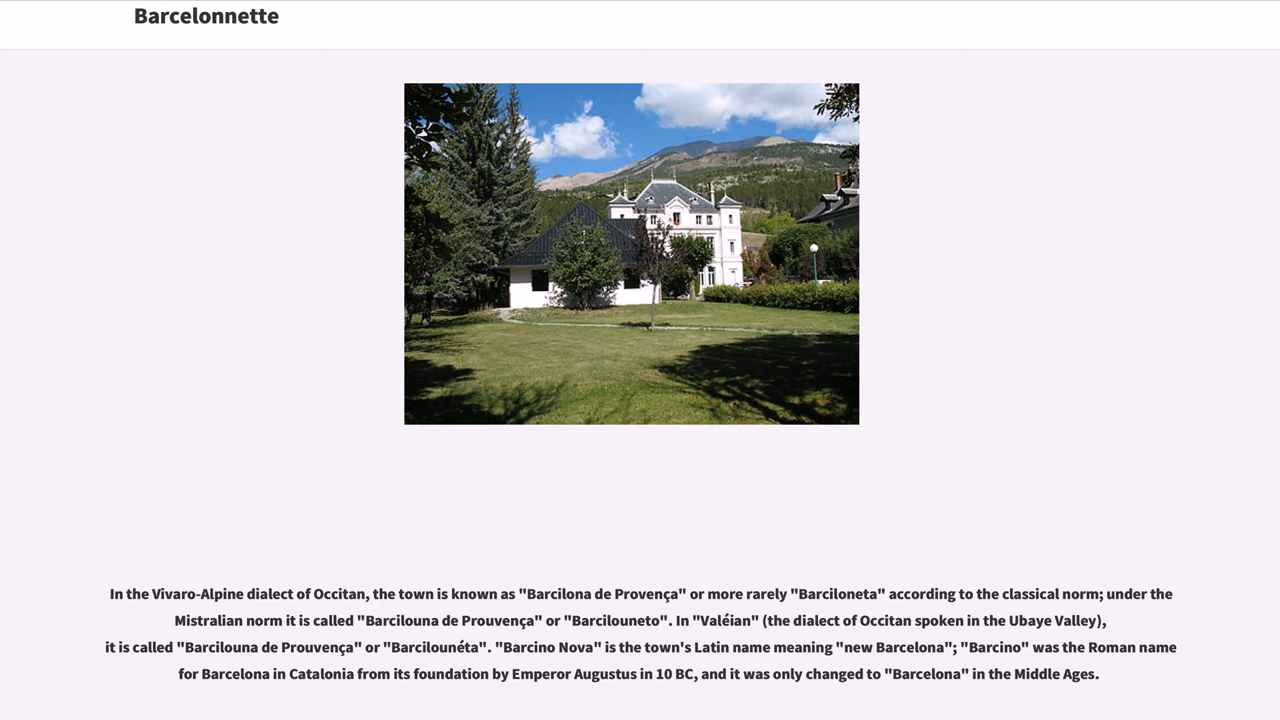 Barcelonnette
In the Vivaro-Alpine dialect of Occitan, the town is known as "Barcilona de Provença" or more rarely "Barciloneta" according to the classical norm; under the
Mistralian norm it is called "Barcilouna de Prouvença" or "Barcilouneto". In "Valéian" (the dialect of Occitan spoken in the Ubaye Valley),
it is called "Barcilouna de Prouvença" or "Barcilounéta". "Barcino Nova" is the town's Latin name meaning "new Barcelona"; "Barcino" was the Roman name
for Barcelona in Catalonia from its foundation by Emperor Augustus in 10 BC, and it was only changed to "Barcelona" in the Middle Ages.